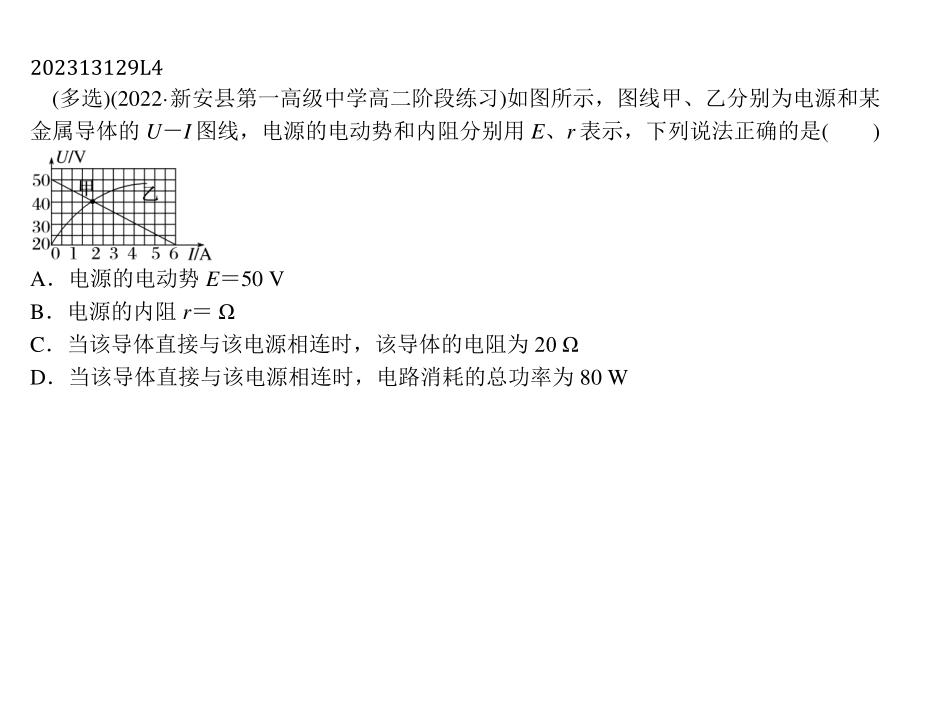 202313129L4
(多选)(2022·新安县第一高级中学高二阶段练习)如图所示，图线甲、乙分别为电源和某
金属导体的 U－I 图线，电源的电动势和内阻分别用 E、r 表示，下列说法正确的是(　　)
U/V
50
甲
乙
40
30
20
0 1 2 3 4 5 6 I/A
A．电源的电动势 E＝50 V
B．电源的内阻 r＝ Ω
C．当该导体直接与该电源相连时，该导体的电阻为 20 Ω
D．当该导体直接与该电源相连时，电路消耗的总功率为 80 W